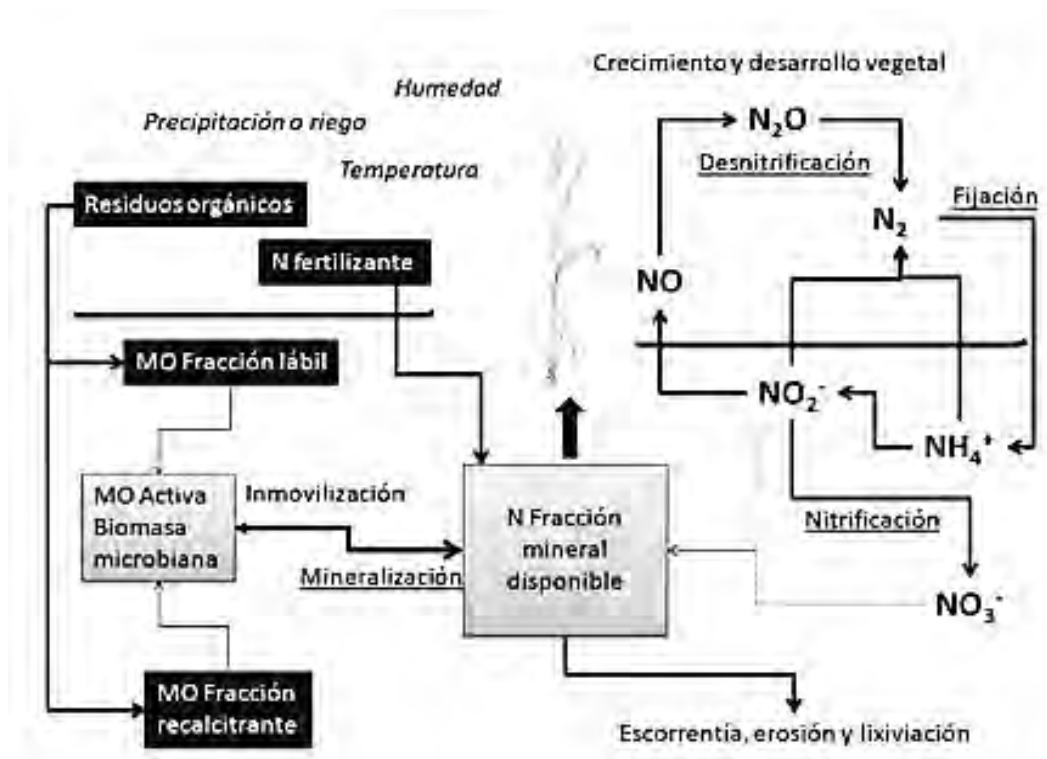 Crecimiento y desarrollo vegetal
Humedad
Precipitación o riego
Temperatura
N₂O
Desnitrificación
Residuos orgánicos
Fijación
N₂
N fertilizante
NO
MO Fracción lábil
NO₂⁻
NH₄⁺
MO Activa
Biomasa
microbiana
Inmovilización
Mineralización
N Fracción
mineral
disponible
Nitrificación
NO₃⁻
MO Fracción
recalcitrante
Escorrentía, erosión y lixiviación